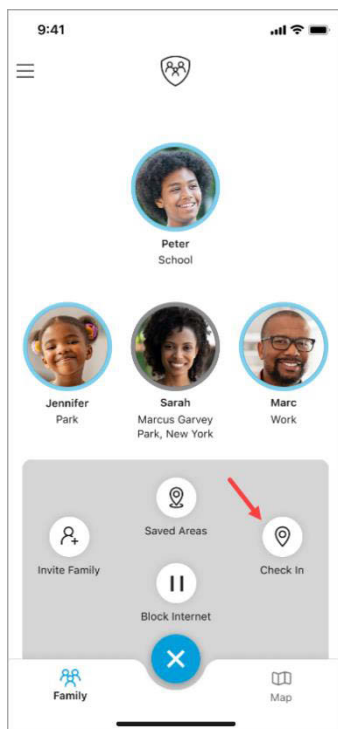 9:41
Peter
School
Jennifer
Park
Sarah
Marcus Garvey
Park, New York
Marc
Work
Saved Areas
Invite Family
Check In
Block Internet
Family
Map